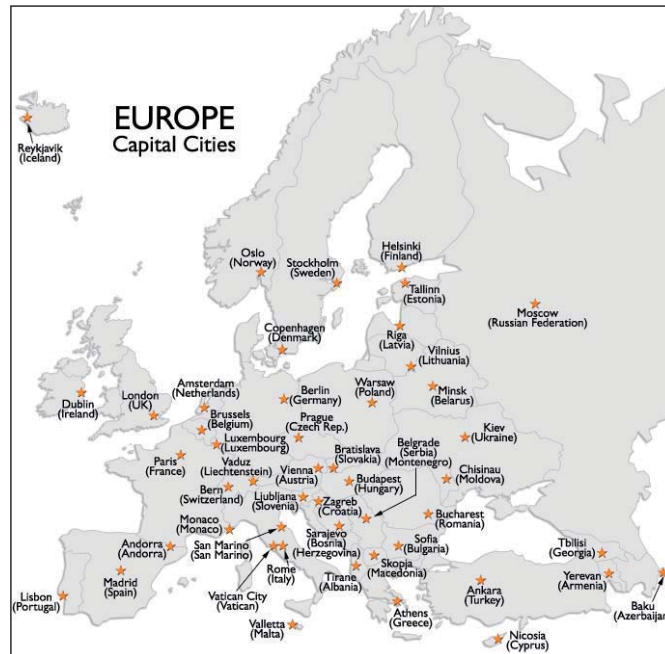 EUROPE
Capital Cities
Reykjavik
(Iceland)
Oslo
(Norway)
Stockholm
(Sweden)
Helsinki
(Finland)
Tallinn
(Estonia)
Moscow
(Russian Federation)
Copenhagen
(Denmark)
Riga
(Latvia)
Vilnius
(Lithuania)
Minsk
(Belarus)
Dublin
(Ireland)
London
(UK)
Amsterdam
(Netherlands)
Berlin
(Germany)
Warsaw
(Poland)
Brussels
(Belgium)
Prague
(Czech Rep.)
Luxembourg
(Luxembourg)
Kiev
(Ukraine)
Paris
(France)
Vaduz
(Liechtenstein)
Vienna
(Austria)
Bratislava
(Slovakia)
Belgrade
(Serbia)
(Montenegro)
Budapest
(Hungary)
Chisinau
(Moldova)
Bern
(Switzerland)
Ljubljana
(Slovenia)
Zagreb
(Croatia)
Bucharest
(Romania)
Monaco
(Monaco)
San Marino
(San Marino)
Sarajevo
(Bosnia)
(Herzegovina)
Sofia
(Bulgaria)
Andorra
(Andorra)
Madrid
(Spain)
Lisbon
(Portugal)
Vatican City
(Vatican)
Rome
(Italy)
Tirane
(Albania)
Skopja
(Macedonia)
Tbilisi
(Georgia)
Yerevan
(Armenia)
Ankara
(Turkey)
Baku
(Azerbaijan)
Valletta
(Malta)
Athens
(Greece)
Nicosia
(Cyprus)